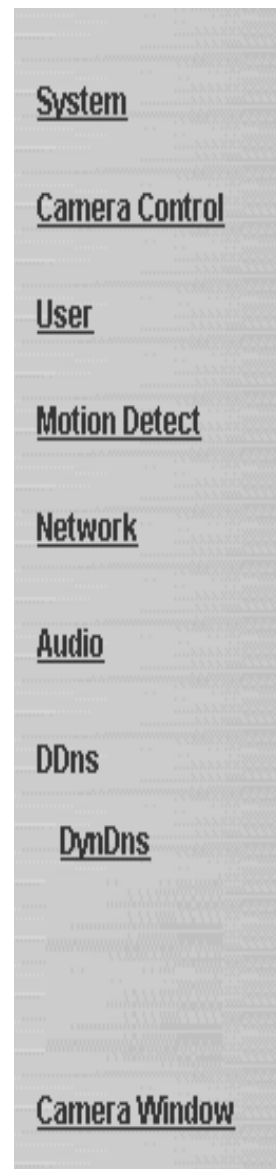 System
Camera Control
User
Motion Detect
Network
Audio
DDns
DynDns
Camera Window